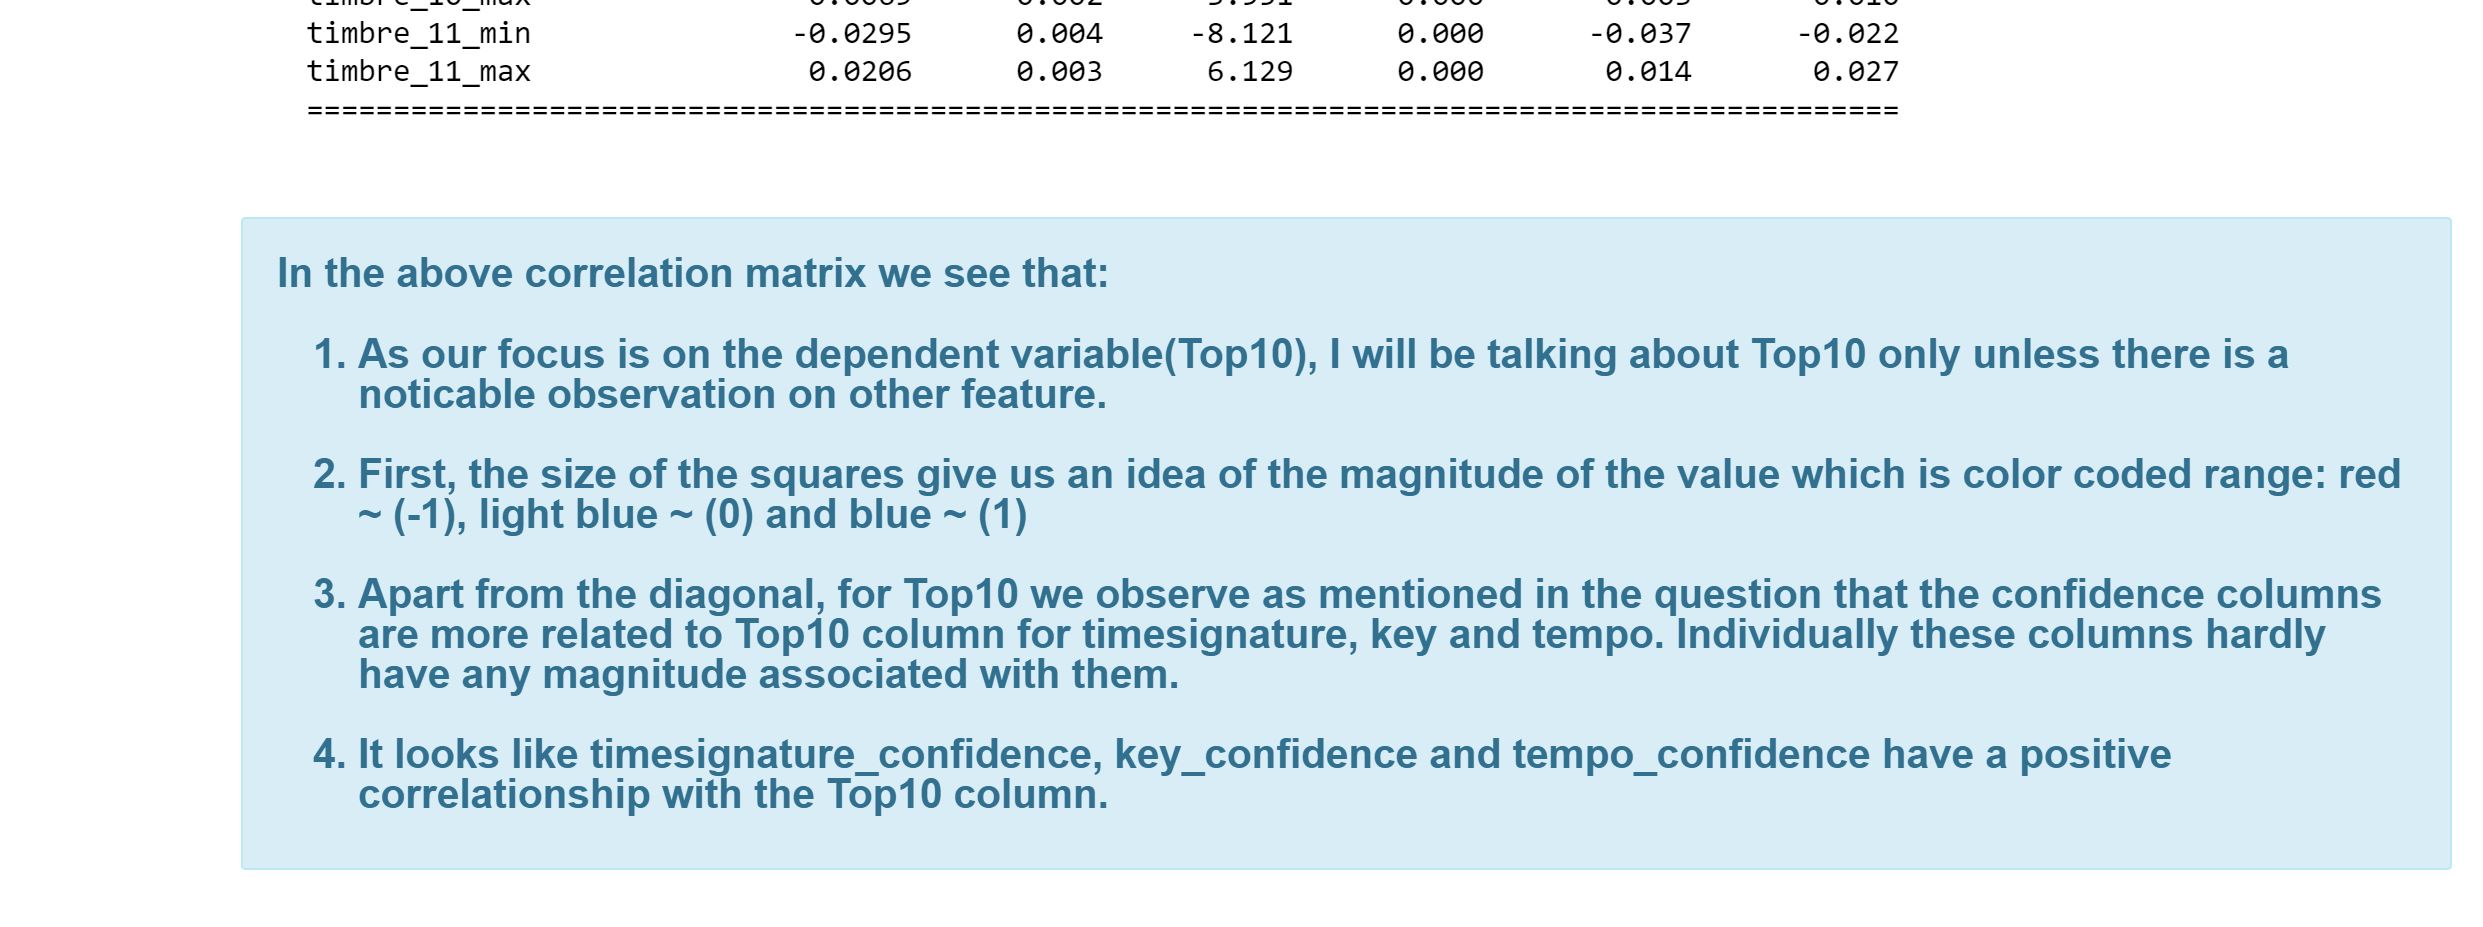 timbre_11_min -0.0295 0.004 -8.121 0.000 -0.037 -0.022
timbre_11_max 0.0206 0.003 6.129 0.000 0.014 0.027
In the above correlation matrix we see that:
1. As our focus is on the dependent variable(Top10), I will be talking about Top10 only unless there is a
noticable observation on other feature.
2. First, the size of the squares give us an idea of the magnitude of the value which is color coded range: red
~ (-1), light blue ~ (0) and blue ~ (1)
3. Apart from the diagonal, for Top10 we observe as mentioned in the question that the confidence columns
are more related to Top10 column for timesignature, key and tempo. Individually these columns hardly
have any magnitude associated with them.
4. It looks like timesignature_confidence, key_confidence and tempo_confidence have a positive
correlationship with the Top10 column.